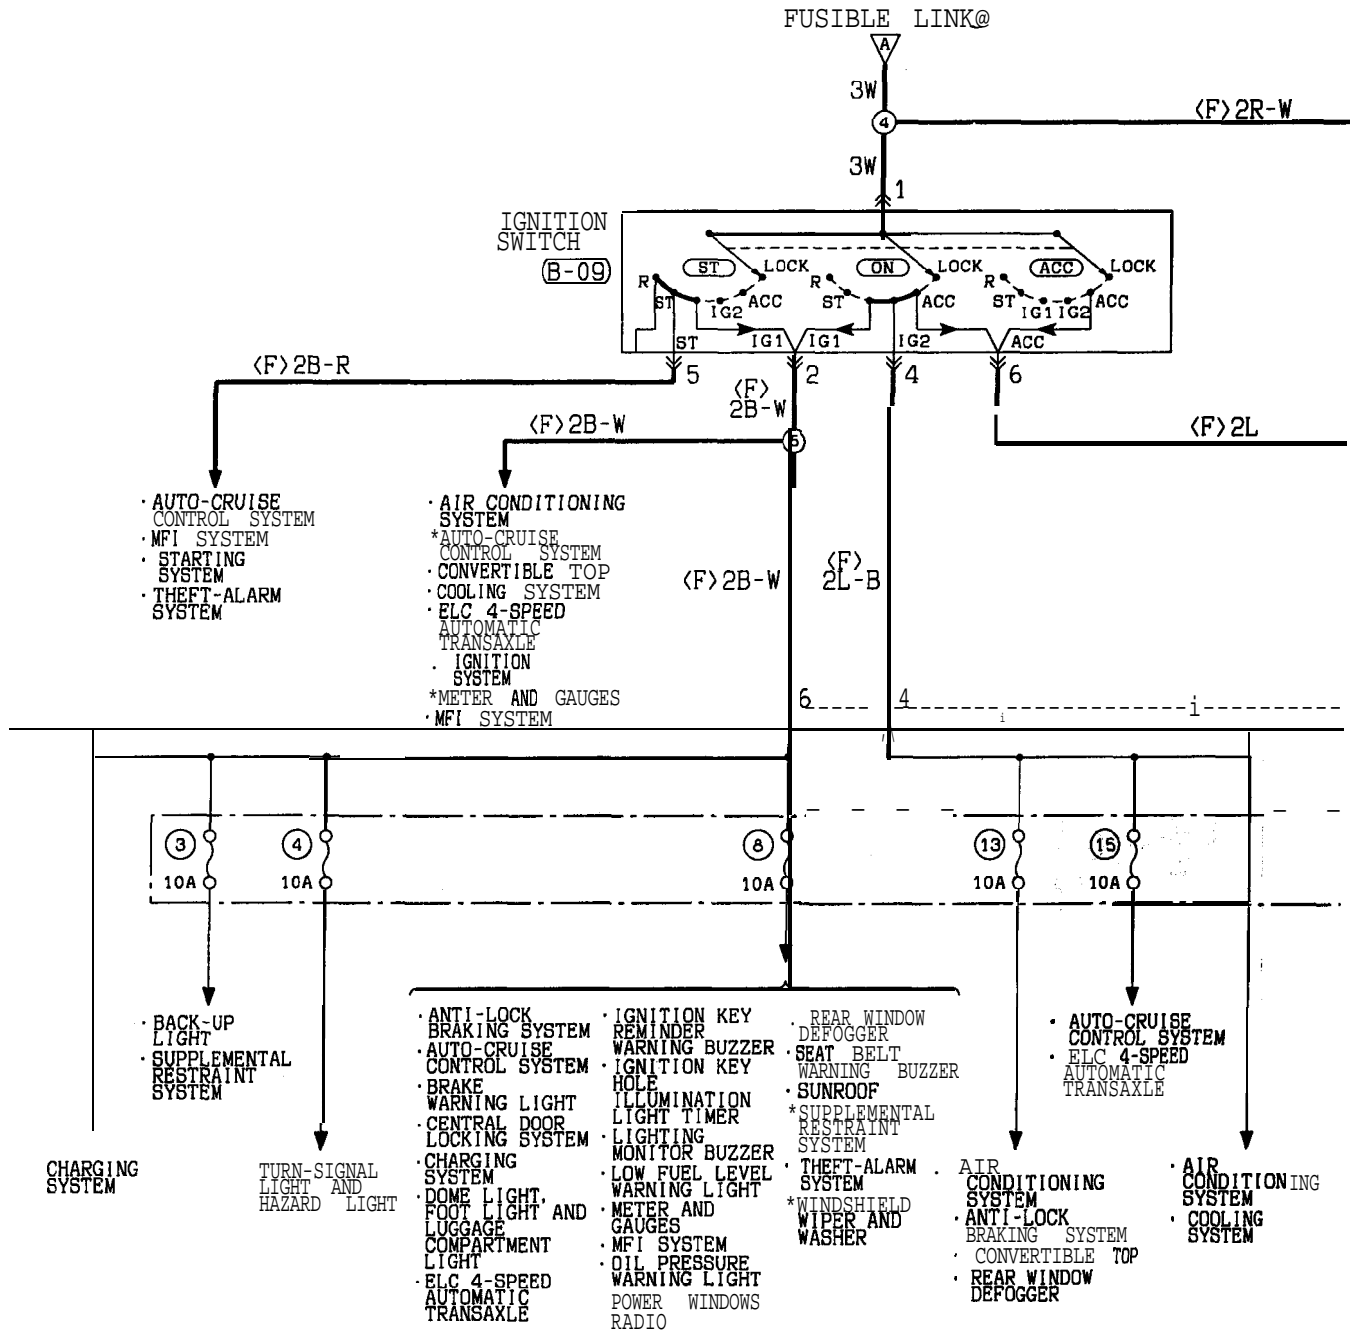 FUSIBLE LINK@
A
3W
4
<F>2R-W
3W
1
IGNITION
SWITCH
B-09
ST
LOCK
ON
LOCK
ACC
LOCK
R
ST
IG2
ACC
R
ST
ACC
R
ST
IG1 IG2
ACC
ST
IG1
IG1
IG2
ACC
5
2
4
6
<F>2B-R
<F>
2B-W
<F>2B-W
5
<F>2L
· AUTO-CRUISE
CONTROL SYSTEM
· MFI SYSTEM
· STARTING
SYSTEM
· THEFT-ALARM
SYSTEM
· AIR CONDITIONING
SYSTEM
*AUTO-CRUISE
CONTROL SYSTEM
· CONVERTIBLE TOP
· COOLING SYSTEM
· ELC 4-SPEED
AUTOMATIC
TRANSAXLE
. IGNITION
SYSTEM
*METER AND GAUGES
· MFI SYSTEM
<F>2B-W
<F>
2L-B
6
4
i
i
3
10A
4
10A
8
10A
13
10A
15
10A
· BACK-UP
LIGHT
· SUPPLEMENTAL
RESTRAINT
SYSTEM
CHARGING
SYSTEM
TURN-SIGNAL
LIGHT AND
HAZARD LIGHT
· ANTI-LOCK
BRAKING SYSTEM
· AUTO-CRUISE
CONTROL SYSTEM
· BRAKE
WARNING LIGHT
· CENTRAL DOOR
LOCKING SYSTEM
· CHARGING
SYSTEM
· DOME LIGHT,
FOOT LIGHT AND
LUGGAGE
COMPARTMENT
LIGHT
· ELC 4-SPEED
AUTOMATIC
TRANSAXLE
· IGNITION KEY
REMINDER
WARNING BUZZER
· IGNITION KEY
HOLE
ILLUMINATION
LIGHT TIMER
· LIGHTING
MONITOR BUZZER
· LOW FUEL LEVEL
WARNING LIGHT
· METER AND
GAUGES
· MFI SYSTEM
· OIL PRESSURE
WARNING LIGHT
POWER WINDOWS
RADIO
. REAR WINDOW
DEFOGGER
· SEAT BELT
WARNING BUZZER
· SUNROOF
*SUPPLEMENTAL
RESTRAINT
SYSTEM
· THEFT-ALARM
SYSTEM
*WINDSHIELD
WIPER AND
WASHER
. AIR
CONDITIONING
SYSTEM
· ANTI-LOCK
BRAKING SYSTEM
· CONVERTIBLE TOP
· REAR WINDOW
DEFOGGER
· AUTO-CRUISE
CONTROL SYSTEM
· ELC 4-SPEED
AUTOMATIC
TRANSAXLE
· AIR
CONDITIONING
SYSTEM
· COOLING
SYSTEM